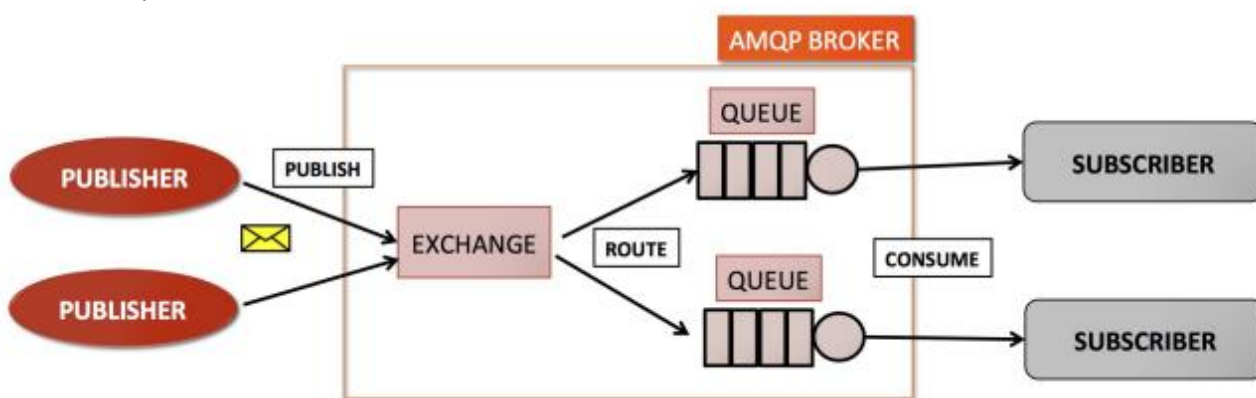 AMQP BROKER
QUEUE
PUBLISHER
PUBLISH
SUBSCRIBER
EXCHANGE
ROUTE
QUEUE
CONSUME
PUBLISHER
SUBSCRIBER